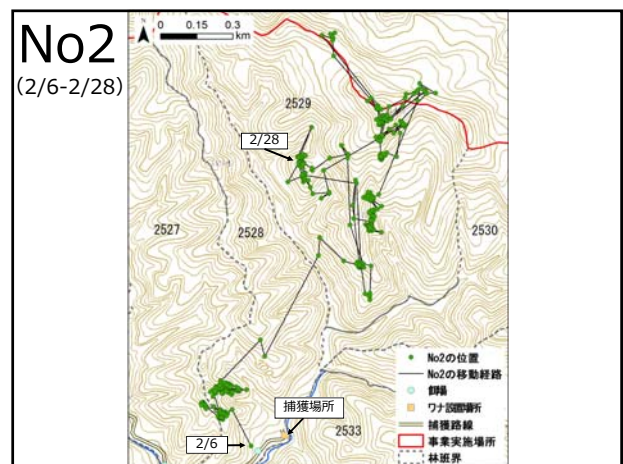 No2
(2/6-2/28)
N
0 0.15 0.3
km
2529
2/28
2527
2528
2530
捕獲場所
2/6
2533
No2の位置
No2の移動経路
ワナ設置場所
捕獲路線
事業実施場所
林班界